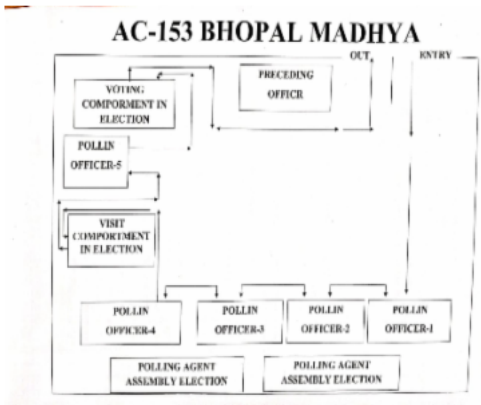 AC-153 BHOPAL MADHYA
OUT
ENTRY
VOTING
COMPORMENT IN
ELECTION
PRECEDING
OFFICR
POLLIN
OFFICER-5
VISIT
COMPORTMENT
IN ELECTION
POLLIN
OFFICER-4
POLLIN
OFFICER-3
POLLIN
OFFICER-2
POLLIN
OFFICER-1
POLLING AGENT
ASSEMBLY ELECTION
POLLING AGENT
ASSEMBLY ELECTION